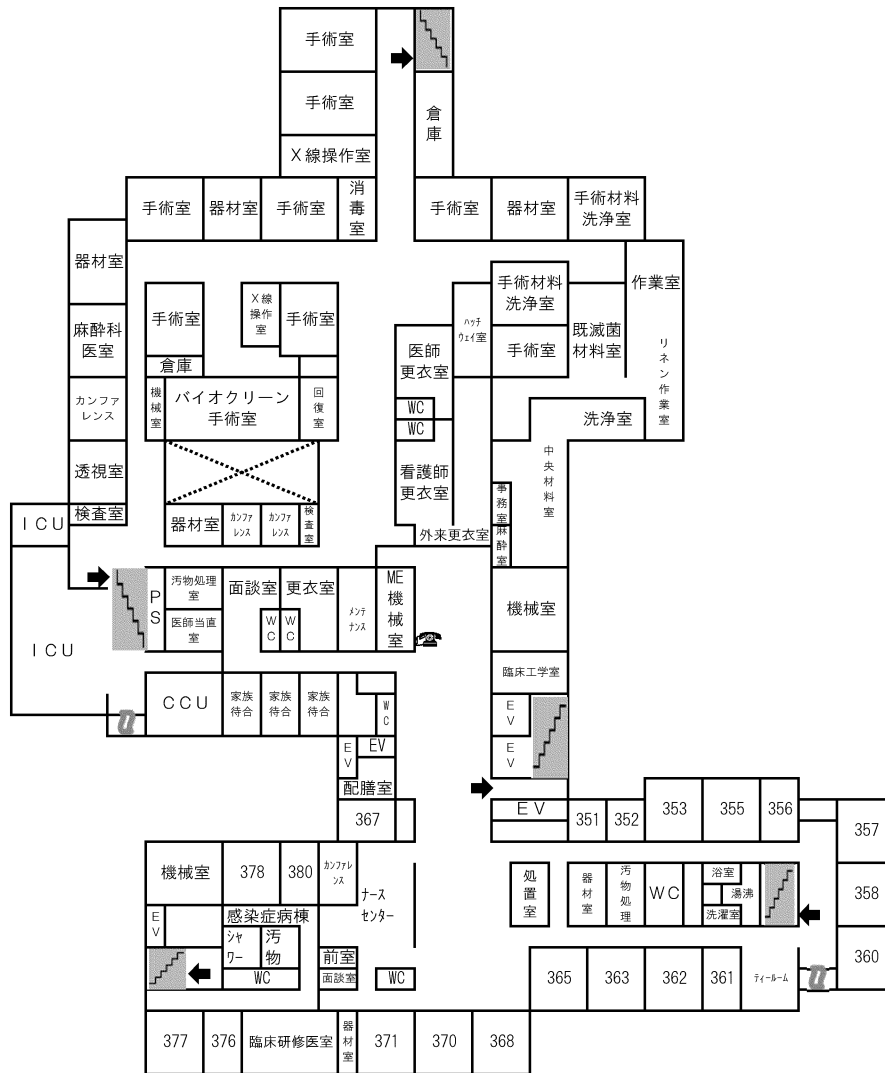 手術室
手術室
倉庫
X線操作室
手術室
器材室
手術室
消毒室
手術室
器材室
手術材料
洗浄室
器材室
手術室
X線
操作
室
手術室
ﾊｯﾁ
ｳｪｲ室
手術材料
洗浄室
作業室
麻酔科
医室
医師
更衣室
手術室
既滅菌
材料室
リネン作業室
倉庫
カンファ
レンス
機械室
バイオクリーン
手術室
回復室
WC
WC
洗浄室
透視室
看護師
更衣室
中央材料室
検査室
ICU
器材室
ｶﾝﾌｧ
ﾚﾝｽ
ｶﾝﾌｧ
ﾚﾝｽ
検査室
事務室
麻酔室
外来更衣室
PS
汚物処理
室
面談室
更衣室
ﾒﾝﾃ
ﾅﾝｽ
ME
機械室
機械室
医師当直
室
WC
WC
ICU
臨床工学室
CCU
家族
待合
家族
待合
家族
待合
WC
EV
EV
EV
EV
配膳室
367
EV
351
352
353
355
356
357
機械室
378
380
ｶﾝﾌｧﾚ
ﾝｽ
ナース
センター
処置室
器材室
汚物処理
WC
浴室
湯沸
洗濯室
358
EV
感染症病棟
シャ
ワー
汚物
前室
WC
面談室
WC
365
363
362
361
ﾃｨｰﾙｰﾑ
360
377
376
臨床研修医室
器材室
371
370
368